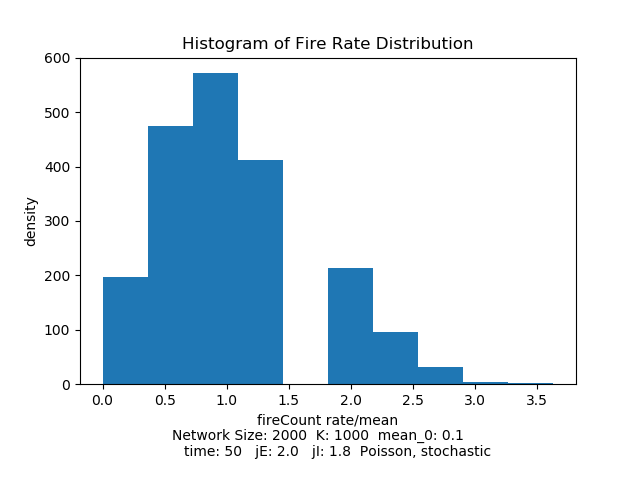 Histogram of Fire Rate Distribution
600
500
400
300
200
100
0
density
0.0 0.5 1.0 1.5 2.0 2.5 3.0 3.5
fireCount rate/mean
Network Size: 2000 K: 1000 mean_0: 0.1
time: 50 jE: 2.0 jI: 1.8 Poisson, stochastic